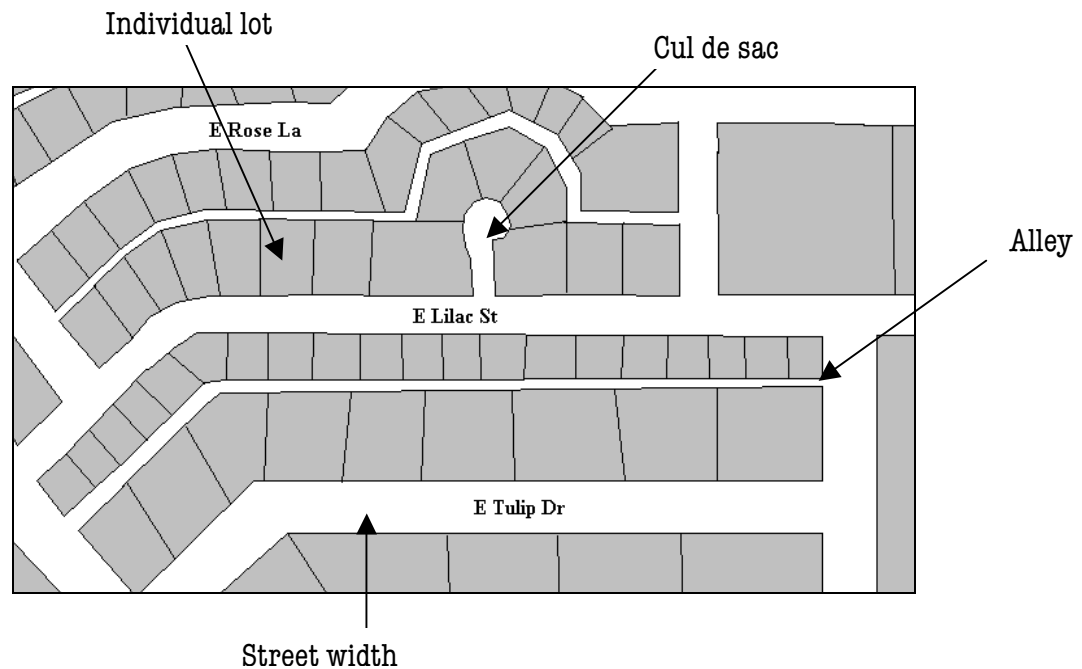 Individual lot
Cul de sac
E Rose La
Alley
E Lilac St
E Tulip Dr
Street width